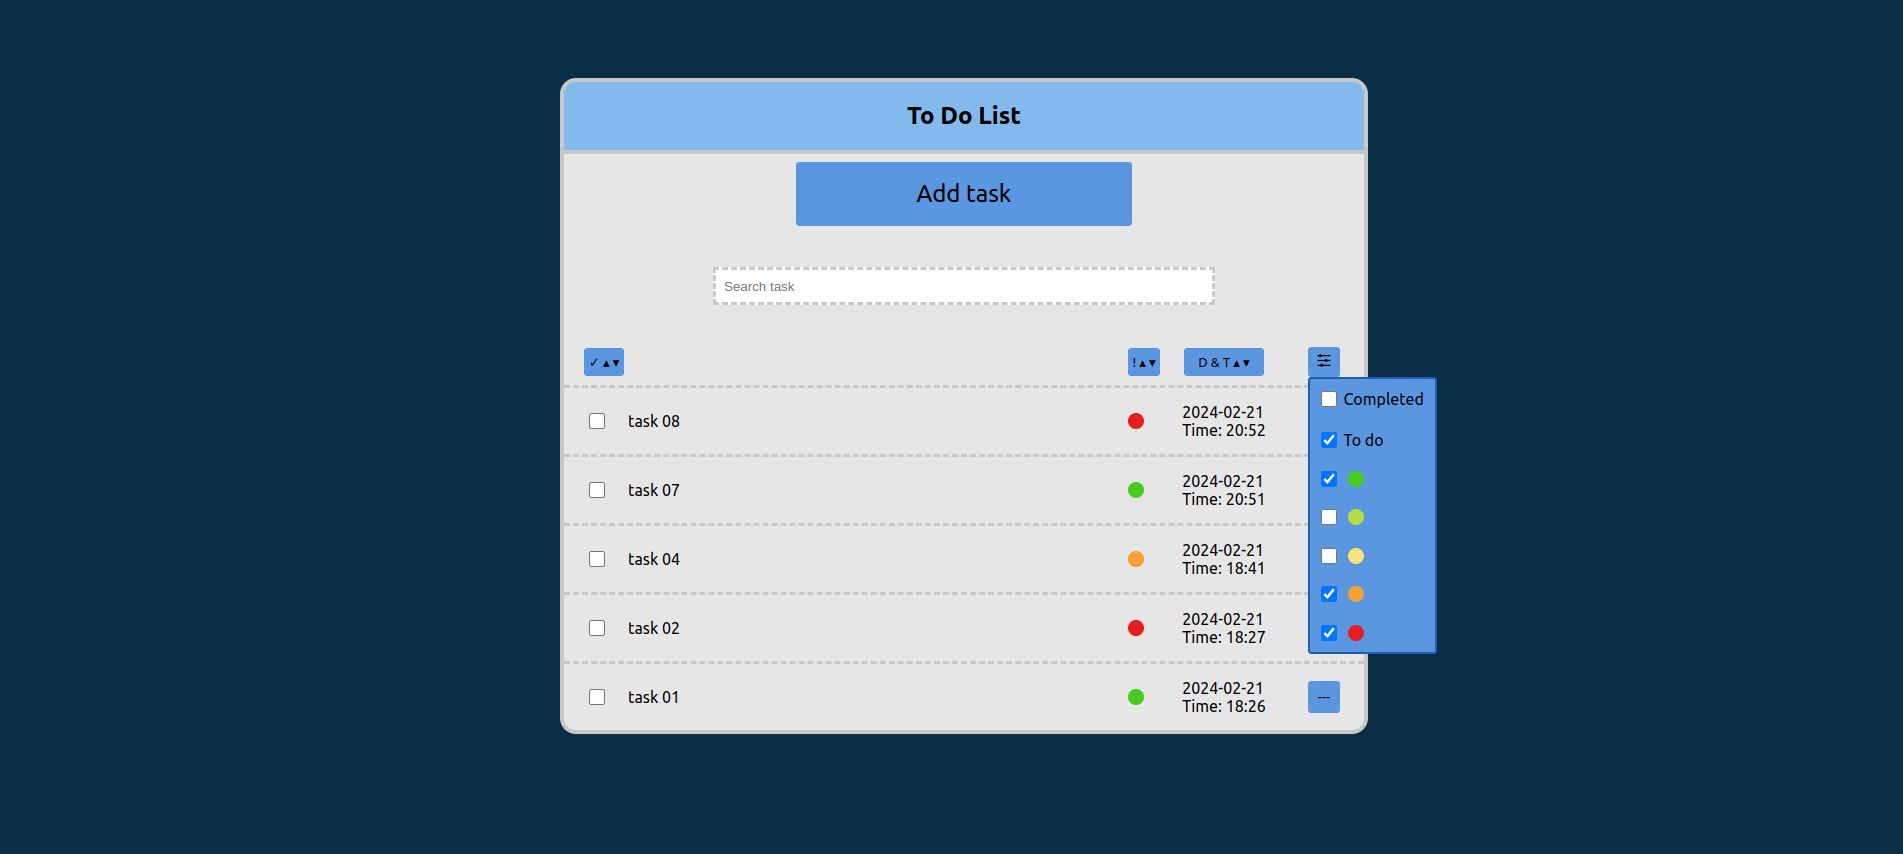 To Do List
Add task
Search task
✓ ▲▼
! ▲▼
D & T ▲▼
Completed
To do
task 08
2024-02-21
Time: 20:52
task 07
2024-02-21
Time: 20:51
task 04
2024-02-21
Time: 18:41
task 02
2024-02-21
Time: 18:27
task 01
2024-02-21
Time: 18:26
---